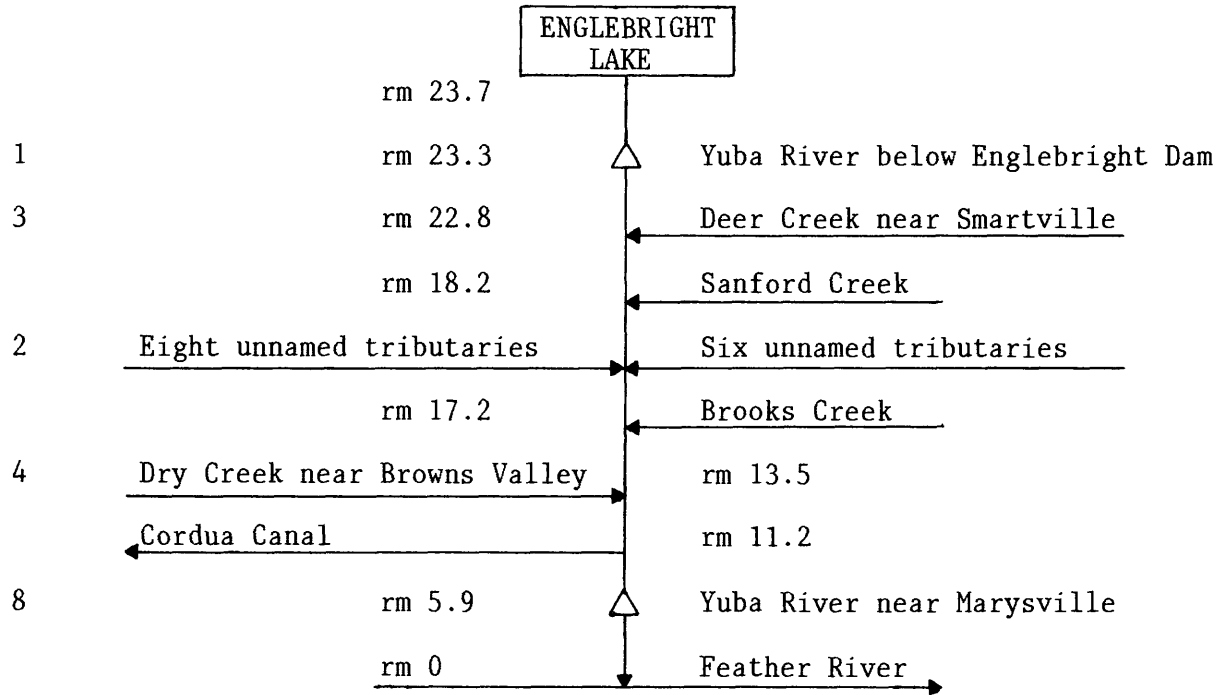 ENGLEBRIGHT
LAKE
rm 23.7
1 rm 23.3 Yuba River below Englebright Dam
3 rm 22.8 Deer Creek near Smartville
rm 18.2 Sanford Creek
2 Eight unnamed tributaries Six unnamed tributaries
rm 17.2 Brooks Creek
4 Dry Creek near Browns Valley rm 13.5
Cordua Canal rm 11.2
8 rm 5.9 Yuba River near Marysville
rm 0 Feather River